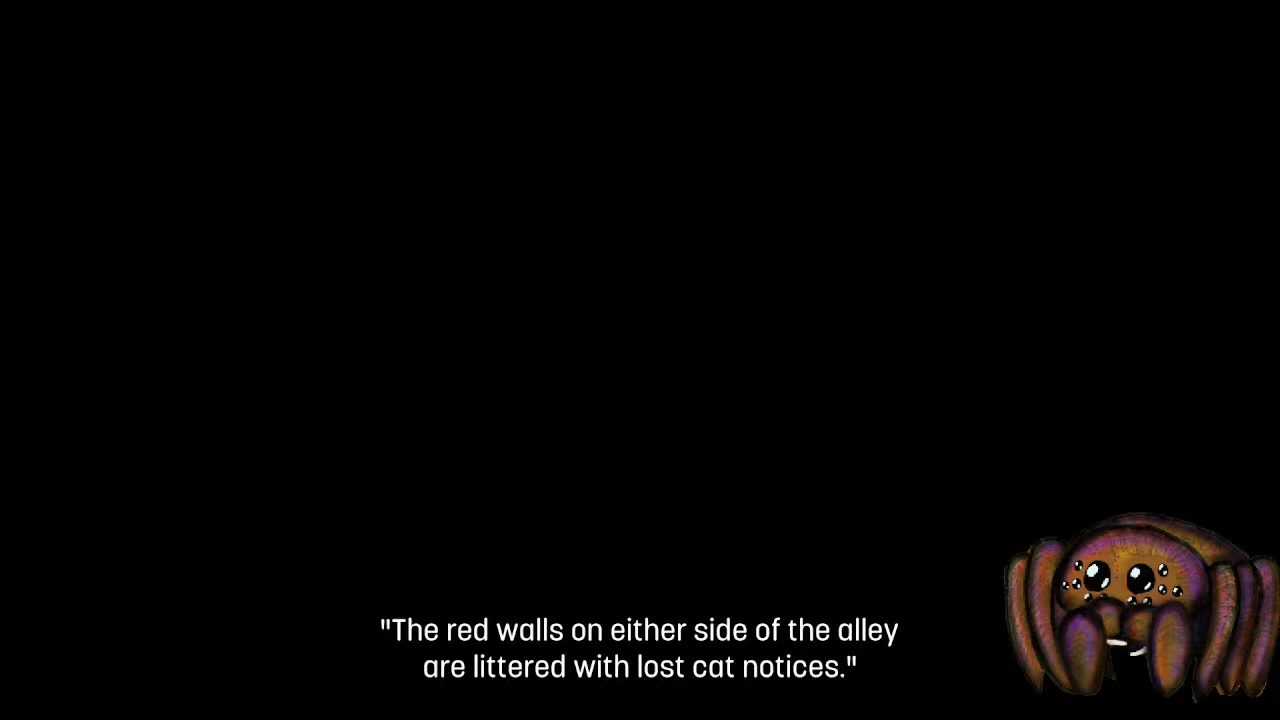 "The red walls on either side of the alley
are littered with lost cat notices."